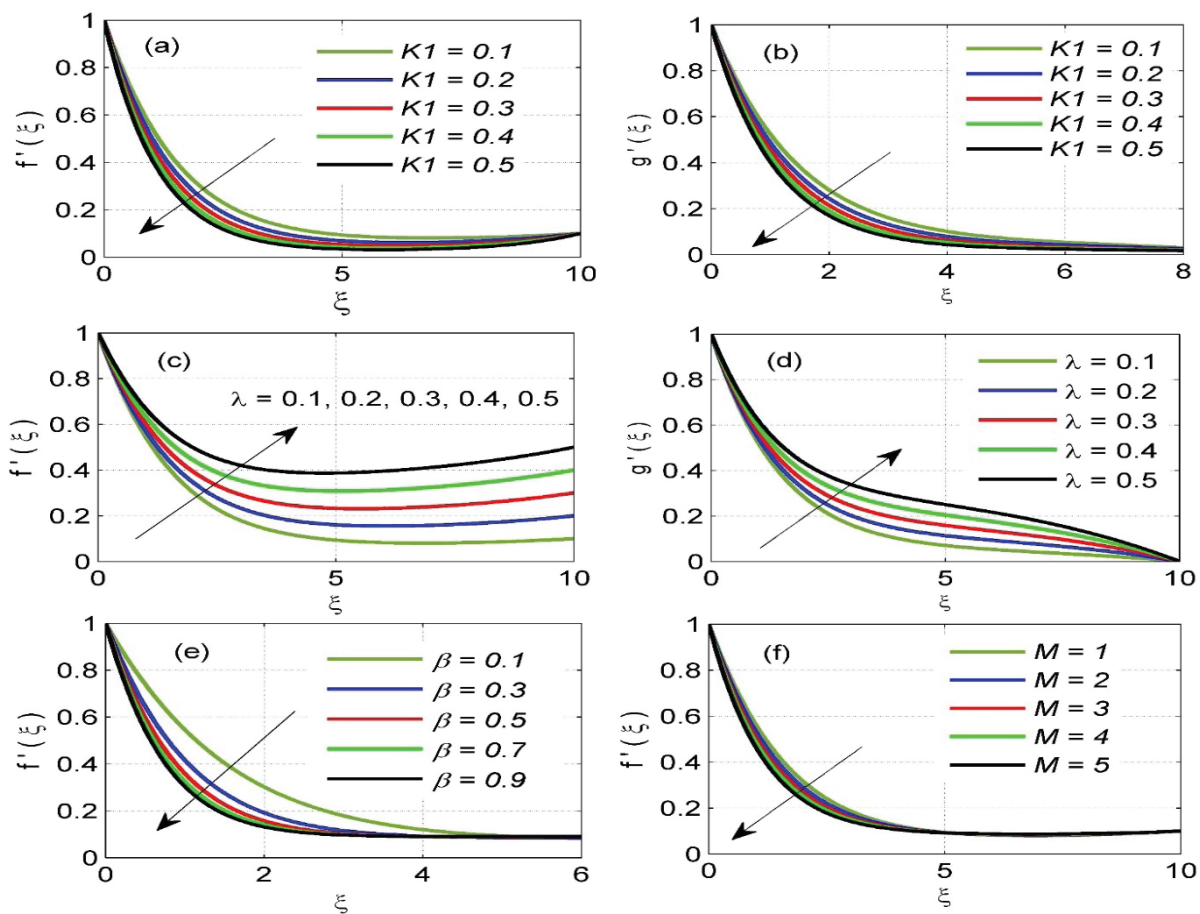 (a)
K1 = 0.1
K1 = 0.2
K1 = 0.3
K1 = 0.4
K1 = 0.5
f'(ξ)
1
0.8
0.6
0.4
0.2
0
0 5 10
ξ
(b)
K1 = 0.1
K1 = 0.2
K1 = 0.3
K1 = 0.4
K1 = 0.5
g'(ξ)
1
0.8
0.6
0.4
0.2
0
0 2 4 6 8
ξ
(c)
λ = 0.1, 0.2, 0.3, 0.4, 0.5
f'(ξ)
1
0.8
0.6
0.4
0.2
0
0 5 10
ξ
(d)
λ = 0.1
λ = 0.2
λ = 0.3
λ = 0.4
λ = 0.5
g'(ξ)
1
0.8
0.6
0.4
0.2
0
0 5 10
ξ
(e)
β = 0.1
β = 0.3
β = 0.5
β = 0.7
β = 0.9
f'(ξ)
1
0.8
0.6
0.4
0.2
0
0 2 4 6
ξ
(f)
M = 1
M = 2
M = 3
M = 4
M = 5
f'(ξ)
1
0.8
0.6
0.4
0.2
0
0 5 10
ξ